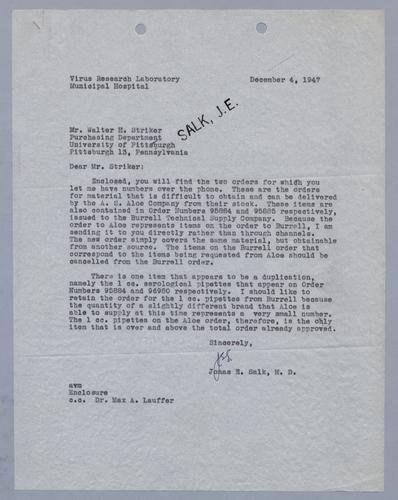 Virus Research Laboratory December 4, 1947
Municipal Hospital
SALK, J.E.
Mr. Walter H. Striker
Purchasing Department
University of Pittsburgh
Pittsburgh 13, Pennsylvania
Dear Mr. Striker:
Enclosed, you will find the two orders for which you
let me have numbers over the phone. These are the orders
for material that is difficult to obtain and can be delivered
by the A. S. Aloe Company from their stock. These items are
also contained in Order Numbers 95884 and 95885 respectively,
issued to the Burrell Technical Supply Company. Because the
order to Aloe represents items on the order to Burrell, I am
sending it to you directly rather than through channels.
The new order simply covers the same material, but obtainable
from another source. The items on the Burrell order that
correspond to the items being requested from Aloe should be
cancelled from the Burrell order.
There is one item that appears to be a duplication,
namely the 1 cc. serological pipettes that appear on Order
Numbers 95884 and 96980 respectively. I should like to
retain the order for the 1 cc. pipettes from Burrell because
the quantity of a slightly different brand that Aloe is
able to supply at this time represents a very small number.
The 1 cc. pipettes on the Aloe order, therefore, is the only
item that is over and above the total order already approved.
Sincerely,
JES
Jonas E. Salk, M. D.
avm
Enclosure
c.c. Dr. Max A. Lauffer